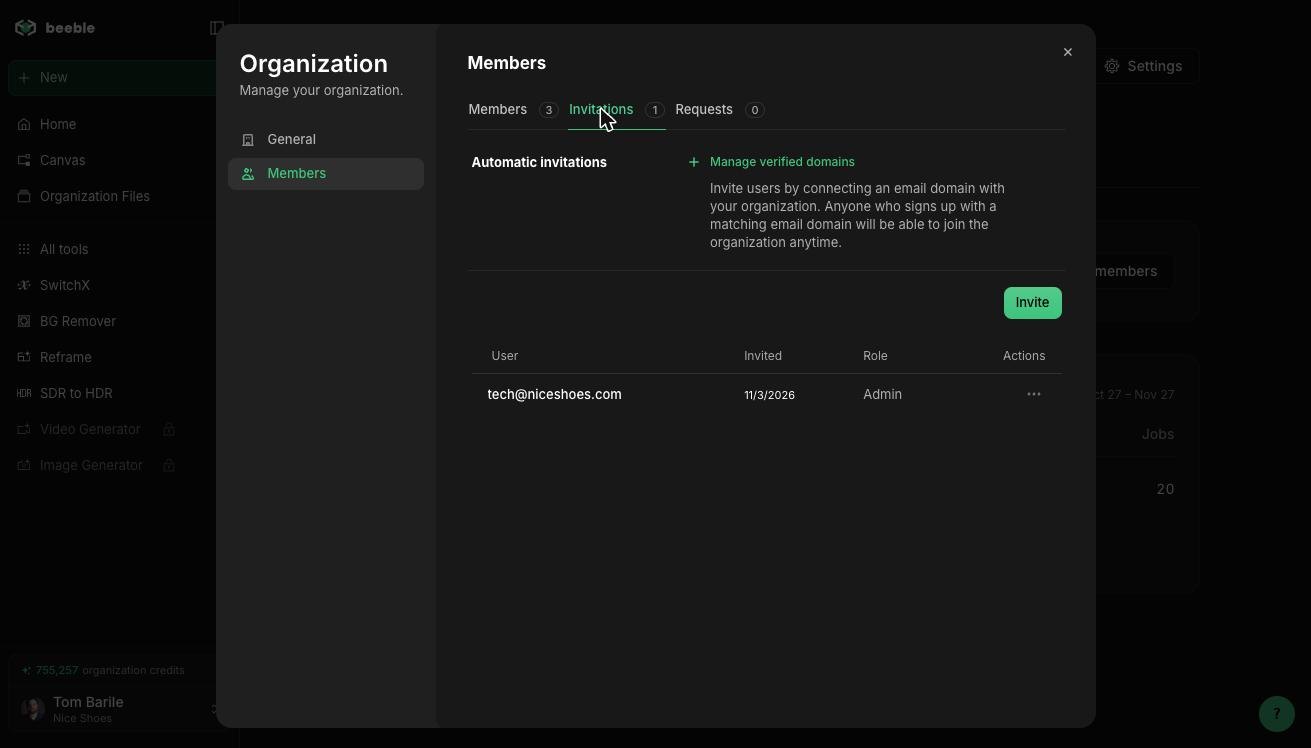 beeble
New
Home
Canvas
Organization Files
All tools
SwitchX
BG Remover
Reframe
HDR SDR to HDR
Video Generator
Image Generator
755,257 organization credits
Tom Barile
Nice Shoes
Organization
Manage your organization.
General
Members
Members
Members 3 Invitations 1 Requests 0
Automatic invitations
Manage verified domains
Invite users by connecting an email domain with
your organization. Anyone who signs up with a
matching email domain will be able to join the
organization anytime.
Invite
User Invited Role Actions
tech@niceshoes.com 11/3/2026 Admin
Settings
members
27 – Nov 27
Jobs
20
?